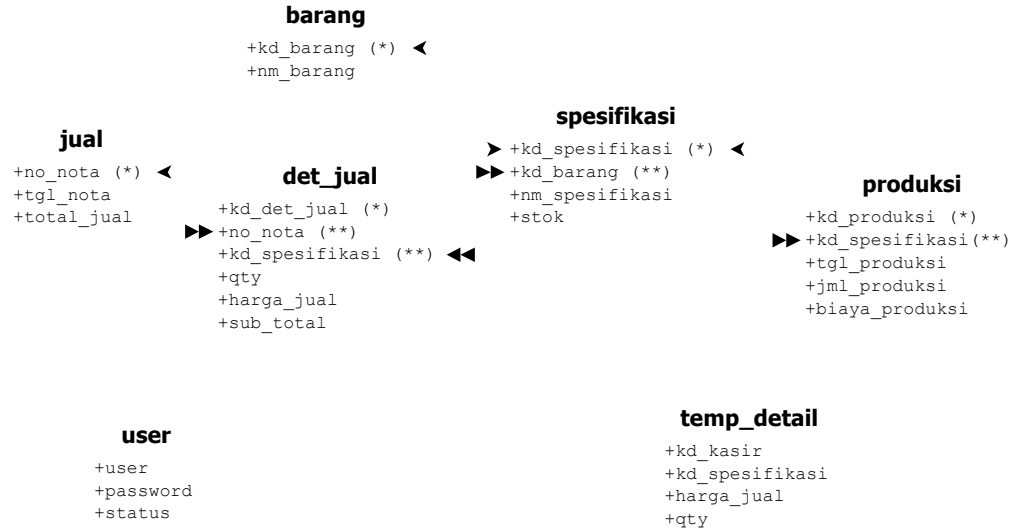 barang
+kd_barang (*)
+nm_barang
jual
+no_nota (*)
+tgl_nota
+total_jual
det_jual
+kd_det_jual (*)
+no_nota (**)
+kd_spesifikasi (**)
+qty
+harga_jual
+sub_total
spesifikasi
+kd_spesifikasi (*)
+kd_barang (**)
+nm_spesifikasi
+stok
produksi
+kd_produksi (*)
+kd_spesifikasi(**)
+tgl_produksi
+jml_produksi
+biaya_produksi
user
+user
+password
+status
temp_detail
+kd_kasir
+kd_spesifikasi
+harga_jual
+qty